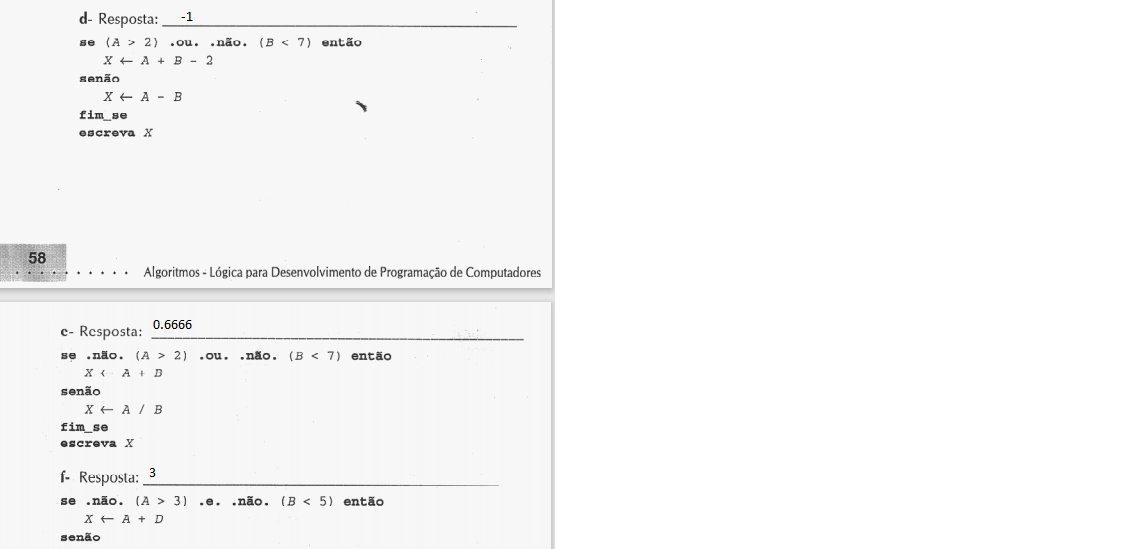 d- Resposta: -1
se (A > 2) .ou. .não. (B < 7) então
X ← A + B - 2
senão
X ← A - B
fim_se
escreva X
58
Algoritmos - Lógica para Desenvolvimento de Programação de Computadores
e- Resposta: 0.6666
se .não. (A > 2) .ou. .não. (B < 7) então
X ← A + B
senão
X ← A / B
fim_se
escreva X
f- Resposta: 3
se .não. (A > 3) .e. .não. (B < 5) então
X ← A + D
senão